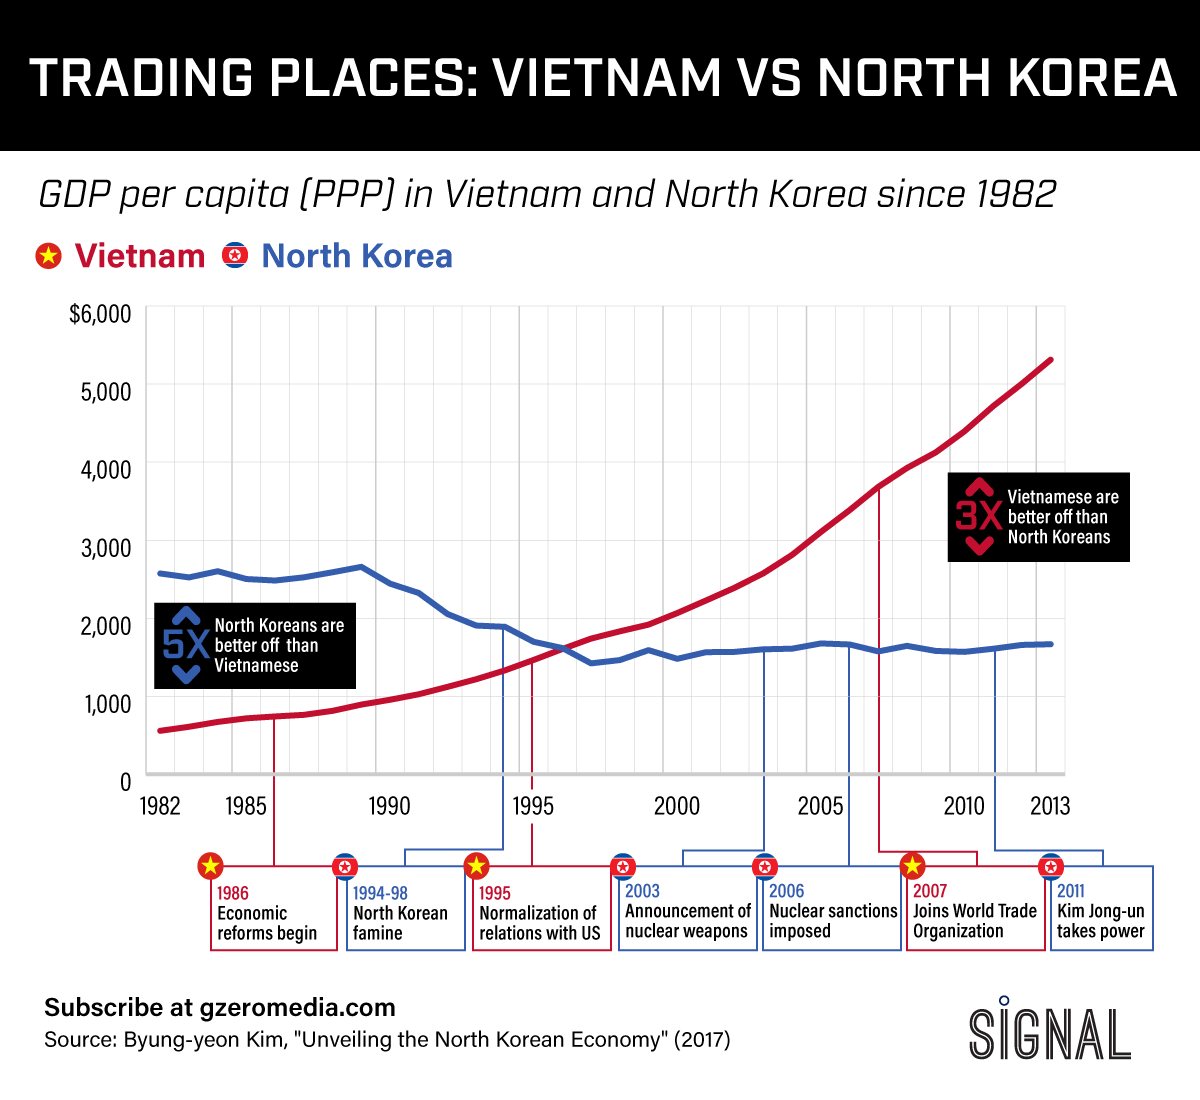 TRADING PLACES: VIETNAM VS NORTH KOREA
GDP per capita (PPP) in Vietnam and North Korea since 1982
Vietnam North Korea
$6,000
5,000
4,000
3,000
2,000
1,000
0
3X
Vietnamese are
better off than
North Koreans
5X
North Koreans are
better off than
Vietnamese
1982 1985 1990 1995 2000 2005 2010 2013
1986
Economic
reforms begin
1994-98
North Korean
famine
1995
Normalization of
relations with US
2003
Announcement of
nuclear weapons
2006
Nuclear sanctions
imposed
2007
Joins World Trade
Organization
2011
Kim Jong-un
takes power
Subscribe at gzeromedia.com
Source: Byung-yeon Kim, "Unveiling the North Korean Economy" (2017)
SIGNAL